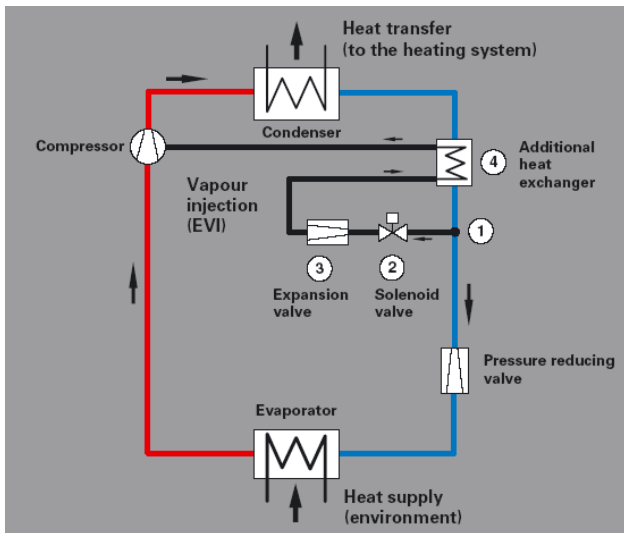 Heat transfer
(to the heating system)
Condenser
Compressor
Additional
heat
exchanger
4
Vapour
injection
(EVI)
1
3
2
Expansion
valve
Solenoid
valve
Pressure reducing
valve
Evaporator
Heat supply
(environment)